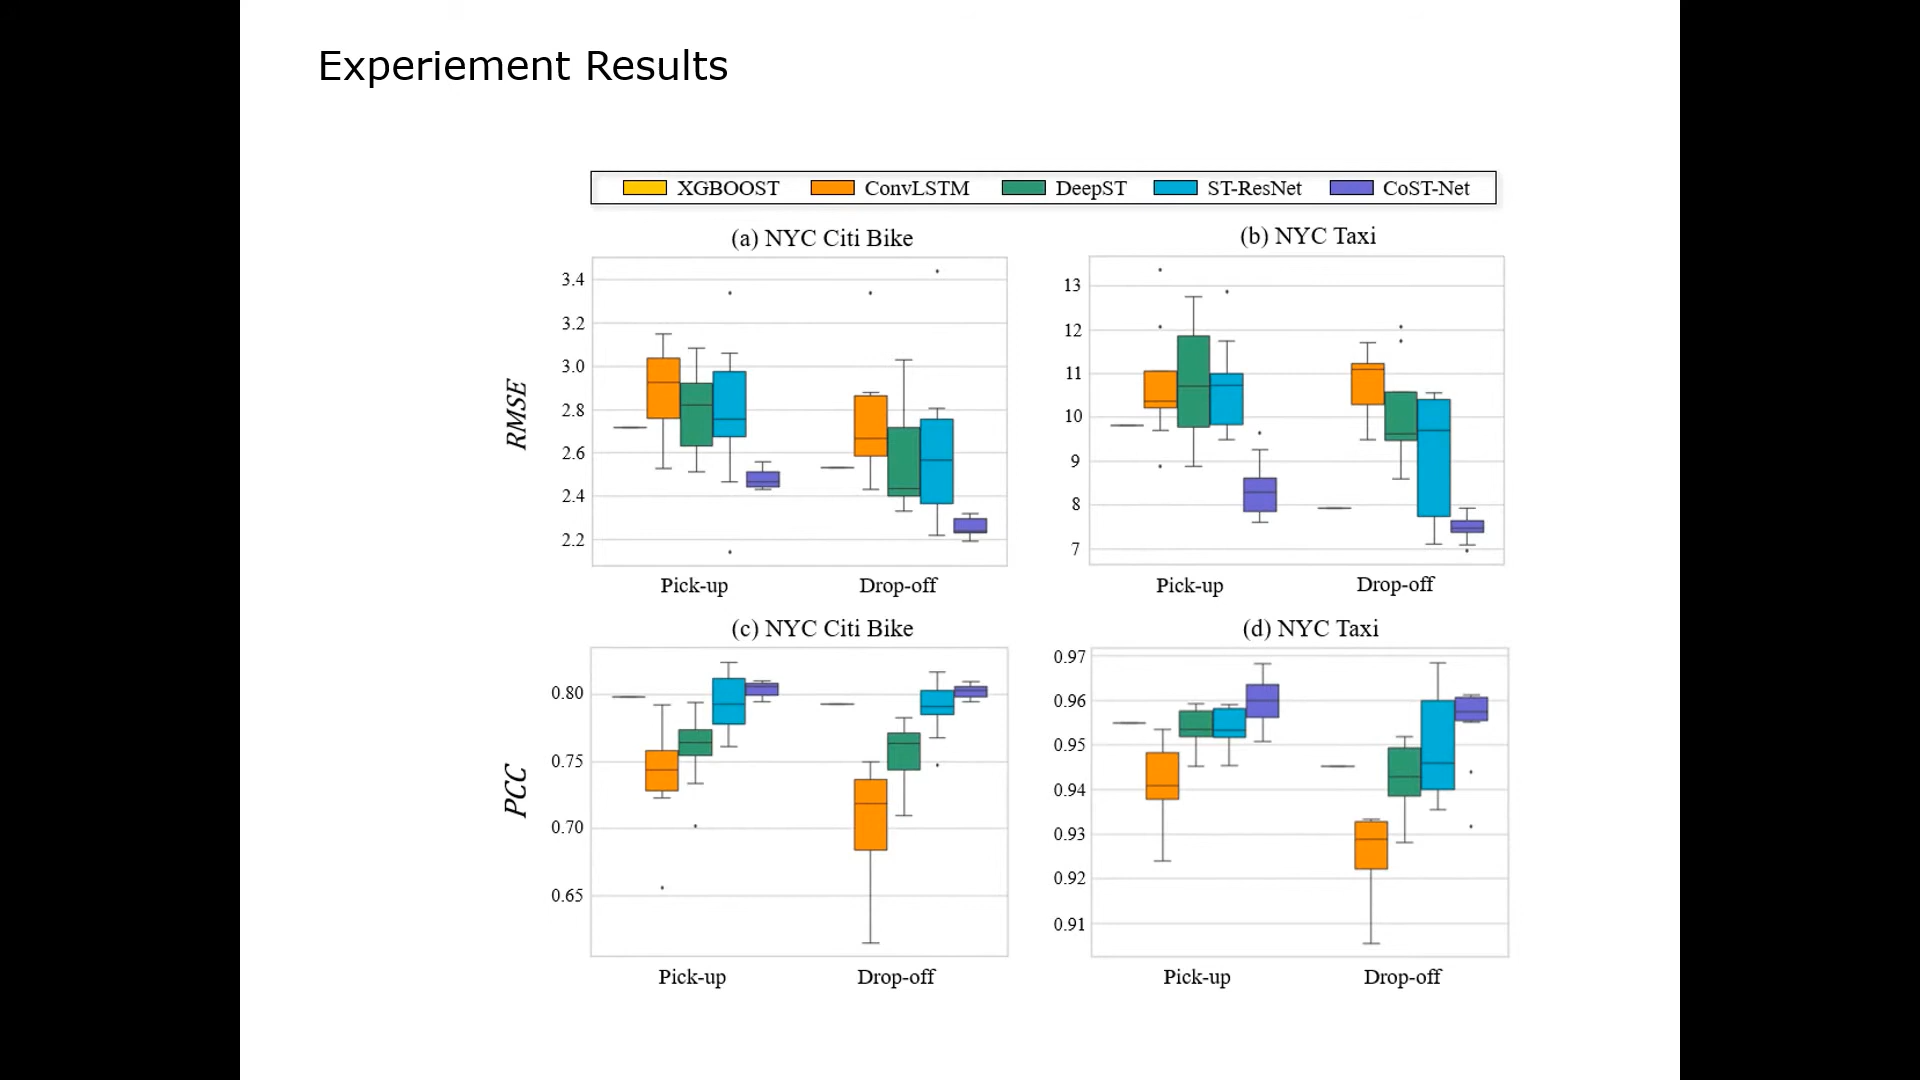 Experiement Results
XGBOOST ConvLSTM DeepST ST-ResNet CoST-Net
(a) NYC Citi Bike
(b) NYC Taxi
RMSE
3.4
3.2
3.0
2.8
2.6
2.4
2.2
Pick-up Drop-off
13
12
11
10
9
8
7
Pick-up Drop-off
(c) NYC Citi Bike
(d) NYC Taxi
PCC
0.80
0.75
0.70
0.65
Pick-up Drop-off
0.97
0.96
0.95
0.94
0.93
0.92
0.91
Pick-up Drop-off